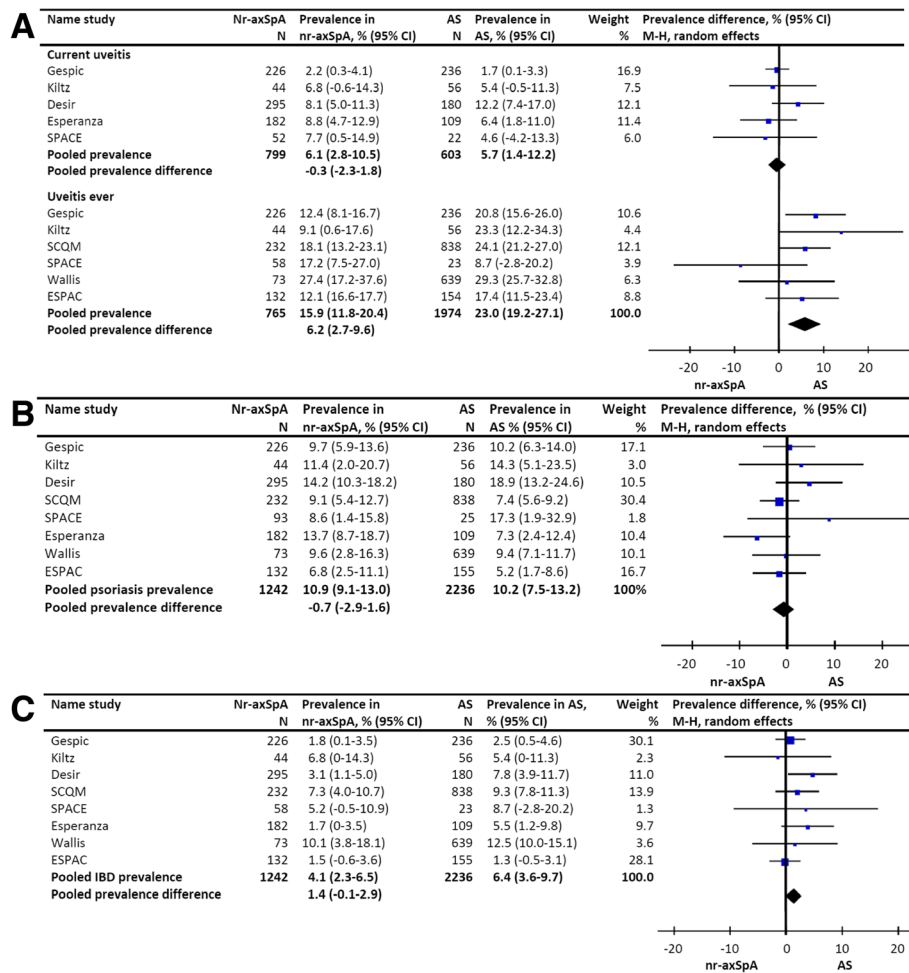 A
Name study Nr-axSpA Prevalence in AS Prevalence in Weight Prevalence difference, % (95% CI)
N nr-axSpA, % (95% CI) N AS, % (95% CI) % M-H, random effects
Current uveitis
Gespic 226 2.2 (0.3-4.1) 236 1.7 (0.1-3.3) 16.9
Kiltz 44 6.8 (-0.6-14.3) 56 5.4 (-0.5-11.3) 7.5
Desir 295 8.1 (5.0-11.3) 180 12.2 (7.4-17.0) 12.1
Esperanza 182 8.8 (4.7-12.9) 109 6.4 (1.8-11.0) 11.4
SPACE 52 7.7 (0.5-14.9) 22 4.6 (-4.2-13.3) 6.0
Pooled prevalence 799 6.1 (2.8-10.5) 603 5.7 (1.4-12.2)
Pooled prevalence difference -0.3 (-2.3-1.8)
Uveitis ever
Gespic 226 12.4 (8.1-16.7) 236 20.8 (15.6-26.0) 10.6
Kiltz 44 9.1 (0.6-17.6) 56 23.3 (12.2-34.3) 4.4
SCQM 232 18.1 (13.2-23.1) 838 24.1 (21.2-27.0) 12.1
SPACE 58 17.2 (7.5-27.0) 23 8.7 (-2.8-20.2) 3.9
Wallis 73 27.4 (17.2-37.6) 639 29.3 (25.7-32.8) 6.3
ESPAC 132 12.1 (16.6-17.7) 154 17.4 (11.5-23.4) 8.8
Pooled prevalence 765 15.9 (11.8-20.4) 1974 23.0 (19.2-27.1) 100.0
Pooled prevalence difference 6.2 (2.7-9.6)
-20 -10 0 10 20
nr-axSpA AS
B
Name study Nr-axSpA Prevalence in AS Prevalence in Weight Prevalence difference, % (95% CI)
N nr-axSpA, % (95% CI) N AS % (95% CI) % M-H, random effects
Gespic 226 9.7 (5.9-13.6) 236 10.2 (6.3-14.0) 17.1
Kiltz 44 11.4 (2.0-20.7) 56 14.3 (5.1-23.5) 3.0
Desir 295 14.2 (10.3-18.2) 180 18.9 (13.2-24.6) 10.5
SCQM 232 9.1 (5.4-12.7) 838 7.4 (5.6-9.2) 30.4
SPACE 93 8.6 (1.4-15.8) 25 17.3 (1.9-32.9) 1.8
Esperanza 182 13.7 (8.7-18.7) 109 7.3 (2.4-12.4) 10.4
Wallis 73 9.6 (2.8-16.3) 639 9.4 (7.1-11.7) 10.1
ESPAC 132 6.8 (2.5-11.1) 155 5.2 (1.7-8.6) 16.7
Pooled psoriasis prevalence 1242 10.9 (9.1-13.0) 2236 10.2 (7.5-13.2) 100%
Pooled prevalence difference -0.7 (-2.9-1.6)
-20 -10 0 10 20
nr-axSpA AS
C
Name study Nr-axSpA Prevalence in AS Prevalence in AS, Weight Prevalence difference, % (95% CI)
N nr-axSpA, % (95% CI) N % (95% CI) % M-H, random effects
Gespic 226 1.8 (0.1-3.5) 236 2.5 (0.5-4.6) 30.1
Kiltz 44 6.8 (0-14.3) 56 5.4 (0-11.3) 2.3
Desir 295 3.1 (1.1-5.0) 180 7.8 (3.9-11.7) 11.0
SCQM 232 7.3 (4.0-10.7) 838 9.3 (7.8-11.3) 13.9
SPACE 58 5.2 (-0.5-10.9) 23 8.7 (-2.8-20.2) 1.3
Esperanza 182 1.7 (0-3.5) 109 5.5 (1.2-9.8) 9.7
Wallis 73 10.1 (3.8-18.1) 639 12.5 (10.0-15.1) 3.6
ESPAC 132 1.5 (-0.6-3.6) 155 1.3 (-0.5-3.1) 28.1
Pooled IBD prevalence 1242 4.1 (2.3-6.5) 2236 6.4 (3.6-9.7) 100.0
Pooled prevalence difference 1.4 (-0.1-2.9)
-20 -10 0 10 20
nr-axSpA AS